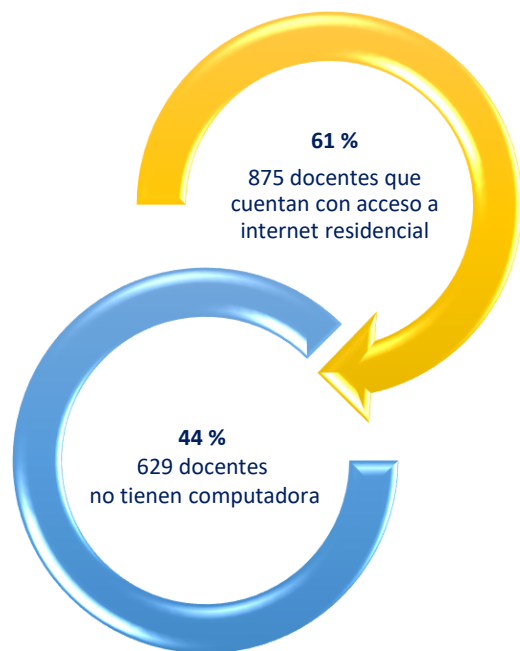 61 %
875 docentes que
cuentan con acceso a
internet residencial
44 %
629 docentes
no tienen computadora